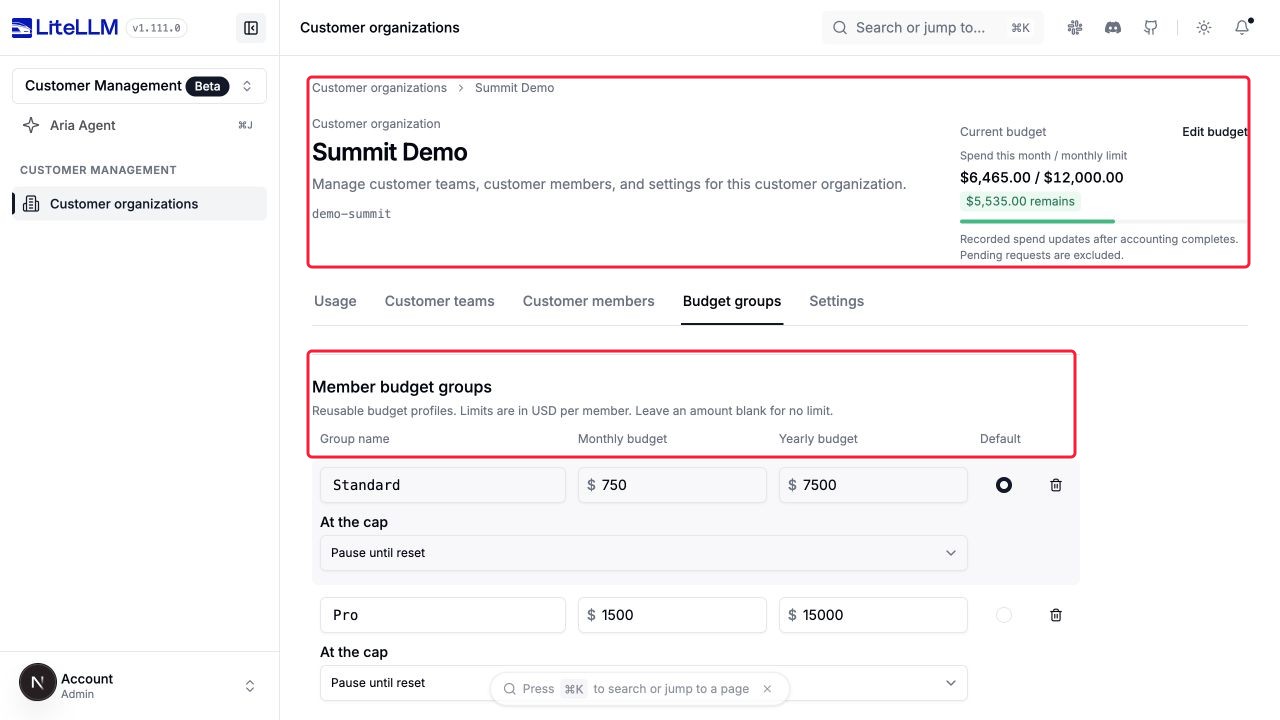 LiteLLM v1.111.0
Customer organizations
Search or jump to... ⌘K
Customer Management Beta
Aria Agent ⌘J
CUSTOMER MANAGEMENT
Customer organizations
Customer organizations > Summit Demo
Customer organization
Summit Demo
Manage customer teams, customer members, and settings for this customer organization.
demo-summit
Current budget Edit budget
Spend this month / monthly limit
$6,465.00 / $12,000.00
$5,535.00 remains
Recorded spend updates after accounting completes.
Pending requests are excluded.
Usage Customer teams Customer members Budget groups Settings
Member budget groups
Reusable budget profiles. Limits are in USD per member. Leave an amount blank for no limit.
Group name Monthly budget Yearly budget Default
Standard $ 750 $ 7500
At the cap
Pause until reset
Pro $ 1500 $ 15000
At the cap
Pause until reset
Press ⌘K to search or jump to a page ×
N Account
Admin